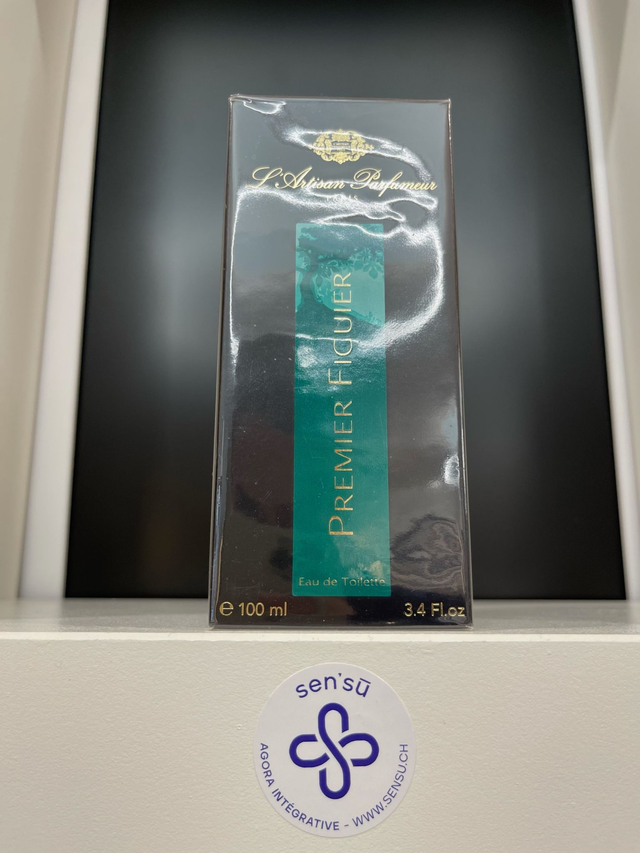 L'Artisan Parfumeur
PREMIER FIGUIER
Eau de Toilette
℮ 100 ml
3.4 Fl.oz
sen'sū
AGORA INTÉGRATIVE - WWW.SENSU.CH